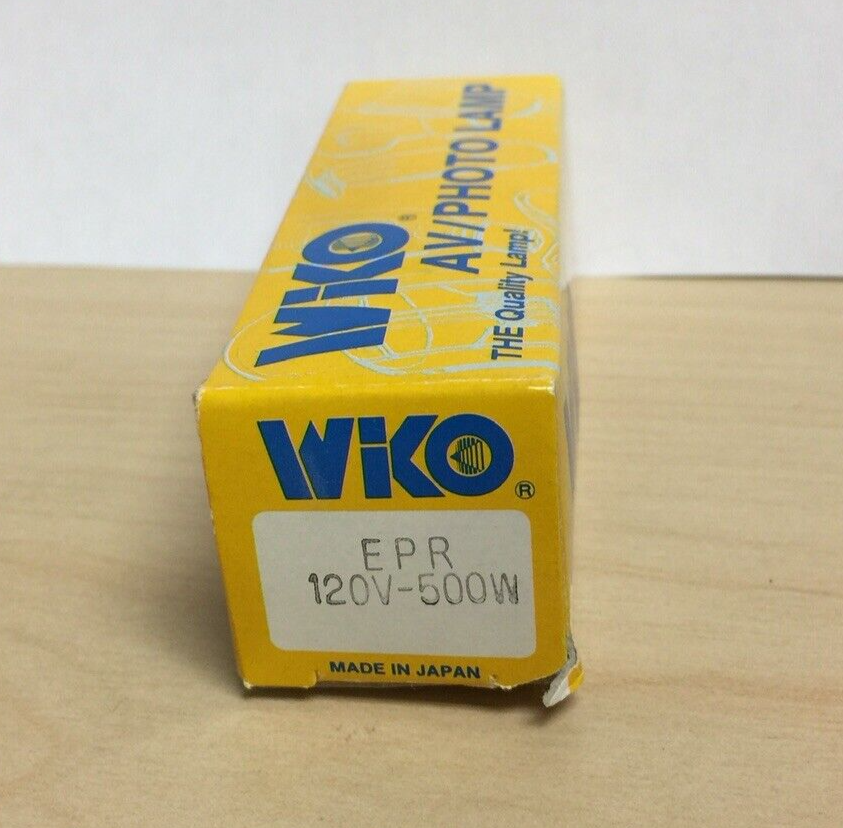 WIKO®
AV/PHOTO LAMP
THE Quality Lamp!
WIKO®
EPR
120V-500W
MADE IN JAPAN